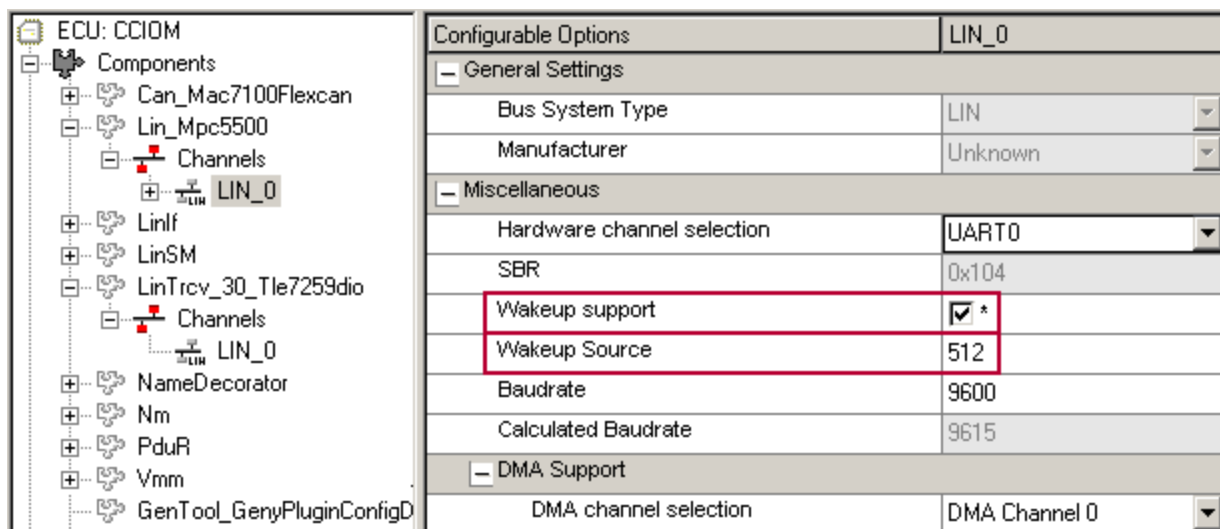 ECU: CCIOM
Components
Can_Mac7100Flexcan
Lin_Mpc5500
Channels
LIN_0
LinIf
LinSM
LinTrcv_30_Tle7259dio
Channels
LIN_0
NameDecorator
Nm
PduR
Vmm
GenTool_GenyPluginConfigD
Configurable Options LIN_0
General Settings
Bus System Type LIN
Manufacturer Unknown
Miscellaneous
Hardware channel selection UART0
SBR 0x104
Wakeup support *
Wakeup Source 512
Baudrate 9600
Calculated Baudrate 9615
DMA Support
DMA channel selection DMA Channel 0